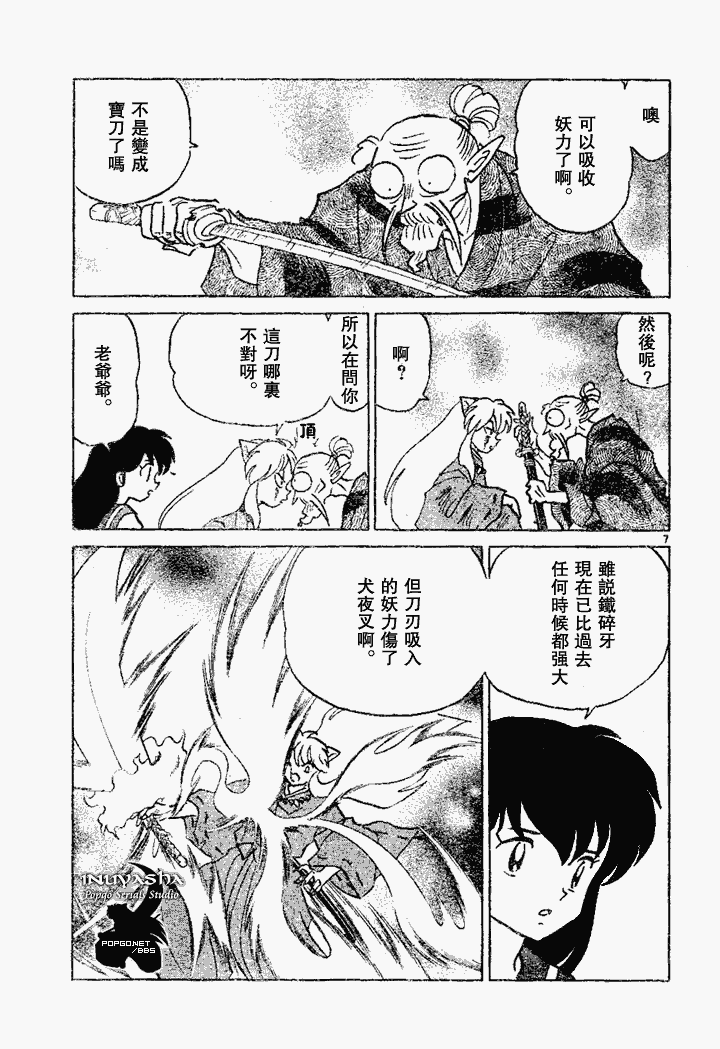 噢
可以吸收
妖力了啊。
不是變成
寶刀了嗎
然後呢?
啊?
所以在問你
這刀哪裏
不對呀。
頂
老爺爺。
7
雖説鐵碎牙
現在已比過去
任何時候都强大
但刀刃吸入
的妖力傷了
犬夜叉啊。
INUYASHA
Popgo Serials Studio
POPGO.NET
/BBS